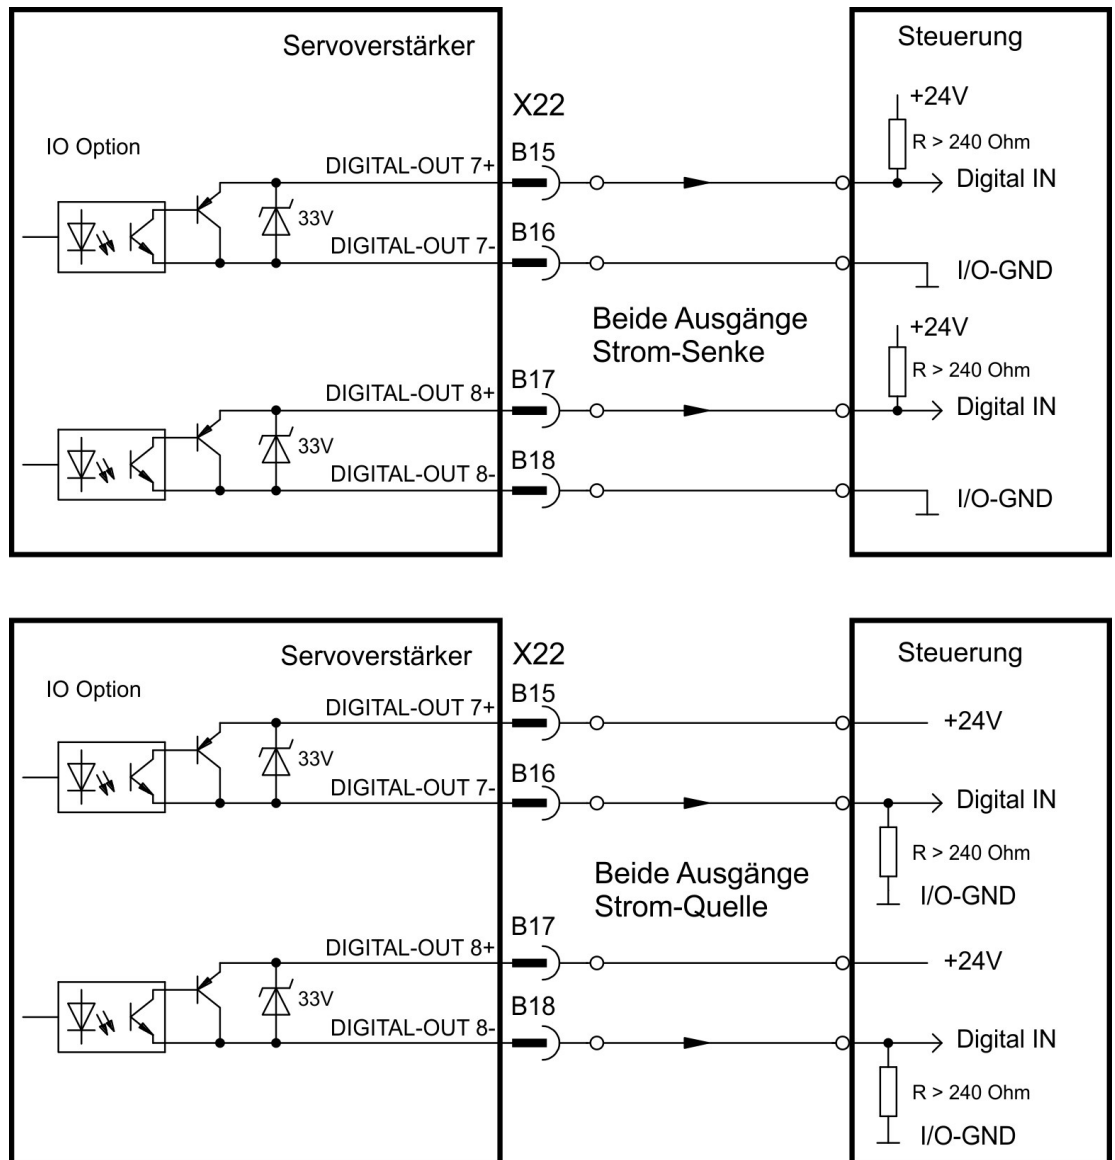 Servoverstärker
X22
Steuerung
IO Option
+24V
R > 240 Ohm
DIGITAL-OUT 7+
B15
Digital IN
33V
DIGITAL-OUT 7-
B16
I/O-GND
Beide Ausgänge
Strom-Senke
+24V
R > 240 Ohm
DIGITAL-OUT 8+
B17
Digital IN
33V
DIGITAL-OUT 8-
B18
I/O-GND
Servoverstärker
X22
Steuerung
IO Option
DIGITAL-OUT 7+
B15
+24V
33V
DIGITAL-OUT 7-
B16
Digital IN
R > 240 Ohm
I/O-GND
Beide Ausgänge
Strom-Quelle
DIGITAL-OUT 8+
B17
+24V
33V
DIGITAL-OUT 8-
B18
Digital IN
R > 240 Ohm
I/O-GND